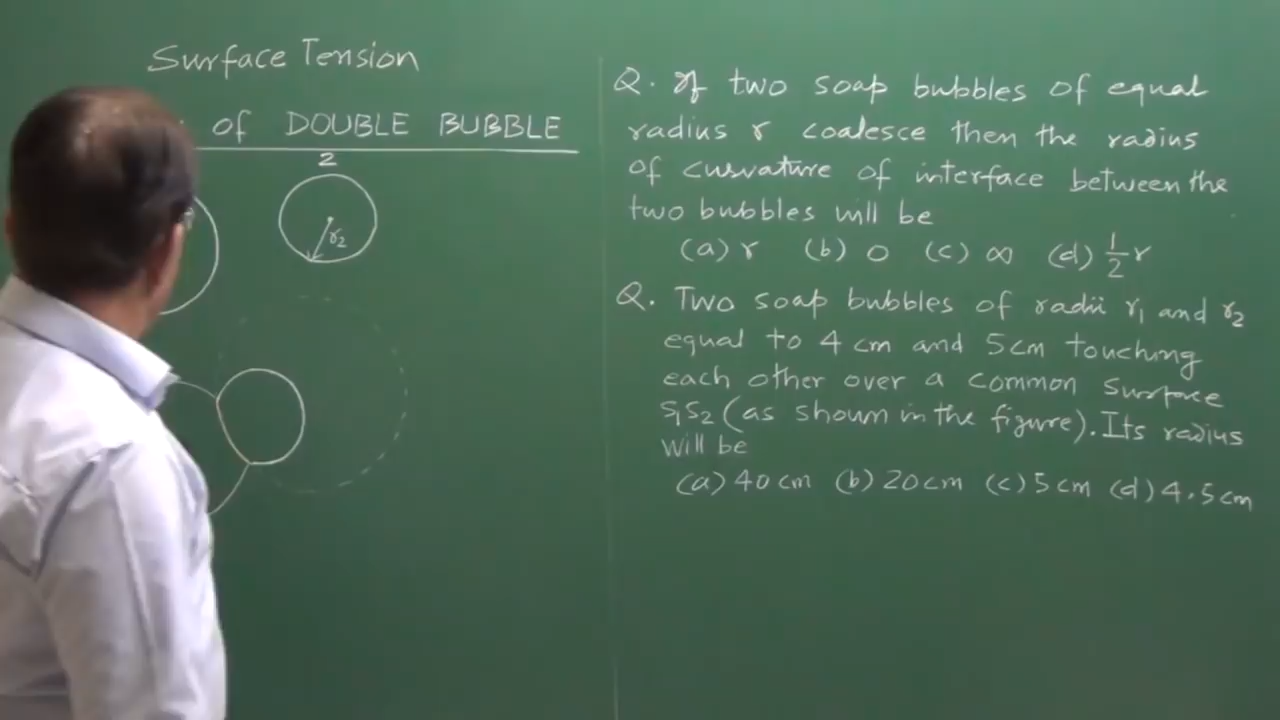 Surface Tension
of DOUBLE BUBBLE
2
r2
Q. If two soap bubbles of equal
radius r coalesce then the radius
of curvature of interface between the
two bubbles will be
(a) r (b) 0 (c) ∞ (d) 1/2 r
Q. Two soap bubbles of radii r1 and r2
equal to 4 cm and 5 cm touching
each other over a common surface
S1S2 (as shown in the figure). Its radius
will be
(a) 40 cm (b) 20 cm (c) 5 cm (d) 4.5 cm